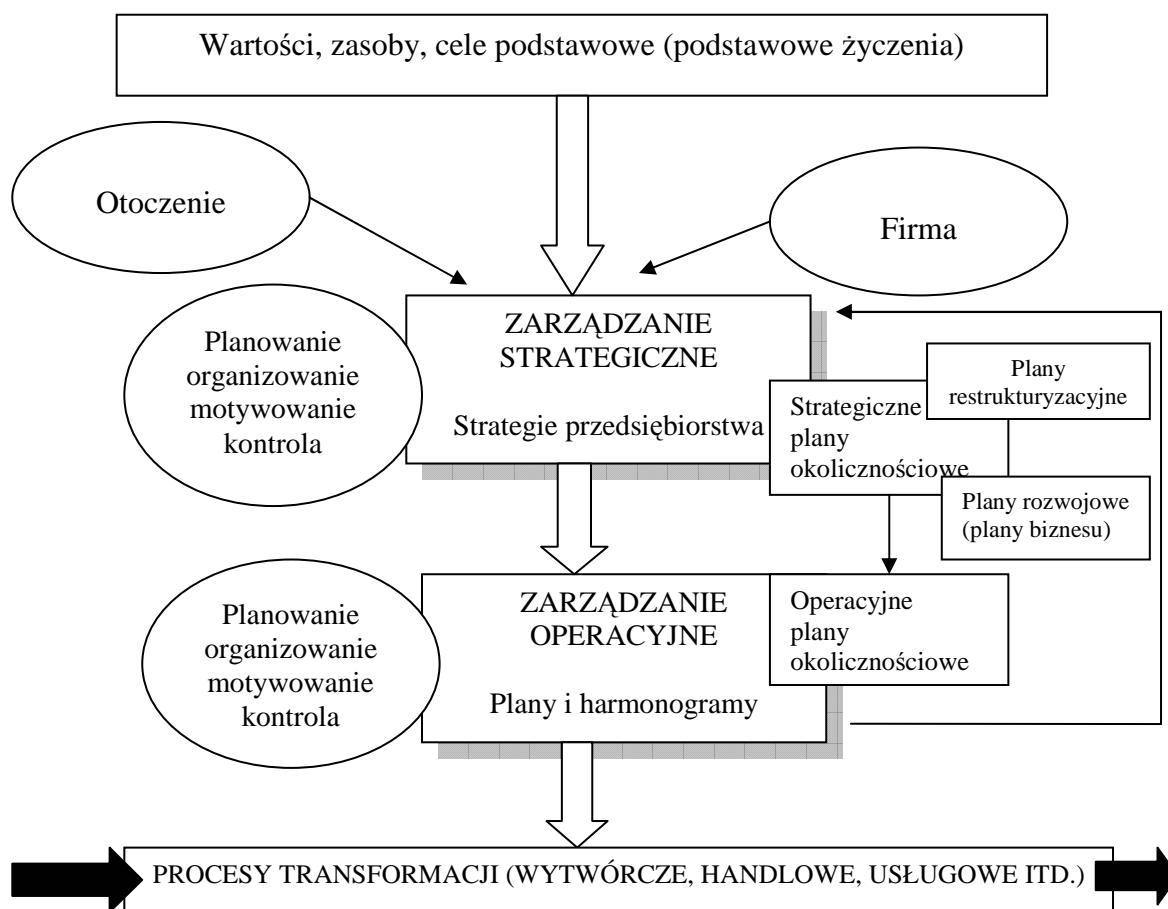 Wartości, zasoby, cele podstawowe (podstawowe życzenia)
Otoczenie
Firma
Planowanie
organizowanie
motywowanie
kontrola
ZARZĄDZANIE
STRATEGICZNE
Strategie przedsiębiorstwa
Strategiczne
plany
okolicznościowe
Plany
restrukturyzacyjne
Plany rozwojowe
(plany biznesu)
Planowanie
organizowanie
motywowanie
kontrola
ZARZĄDZANIE
OPERACYJNE
Plany i harmonogramy
Operacyjne
plany
okolicznościowe
PROCESY TRANSFORMACJI (WYTWÓRCZE, HANDLOWE, USŁUGOWE ITD.)